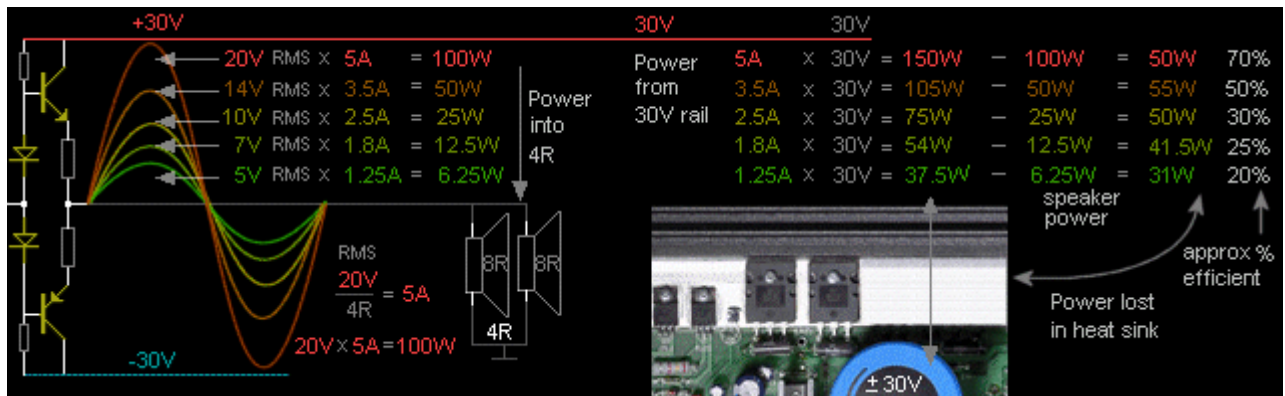 +30V 30V 30V
20V RMS x 5A = 100W
14V RMS x 3.5A = 50W
10V RMS x 2.5A = 25W
7V RMS x 1.8A = 12.5W
5V RMS x 1.25A = 6.25W
Power
into
4R
Power
from
30V rail
5A x 30V = 150W – 100W = 50W 70%
3.5A x 30V = 105W – 50W = 55W 50%
2.5A x 30V = 75W – 25W = 50W 30%
1.8A x 30V = 54W – 12.5W = 41.5W 25%
1.25A x 30V = 37.5W – 6.25W = 31W 20%
speaker
power
approx %
efficient
Power lost
in heat sink
RMS
20V
4R
= 5A
20V x 5A=100W
8R 8R
4R
-30V
± 30V